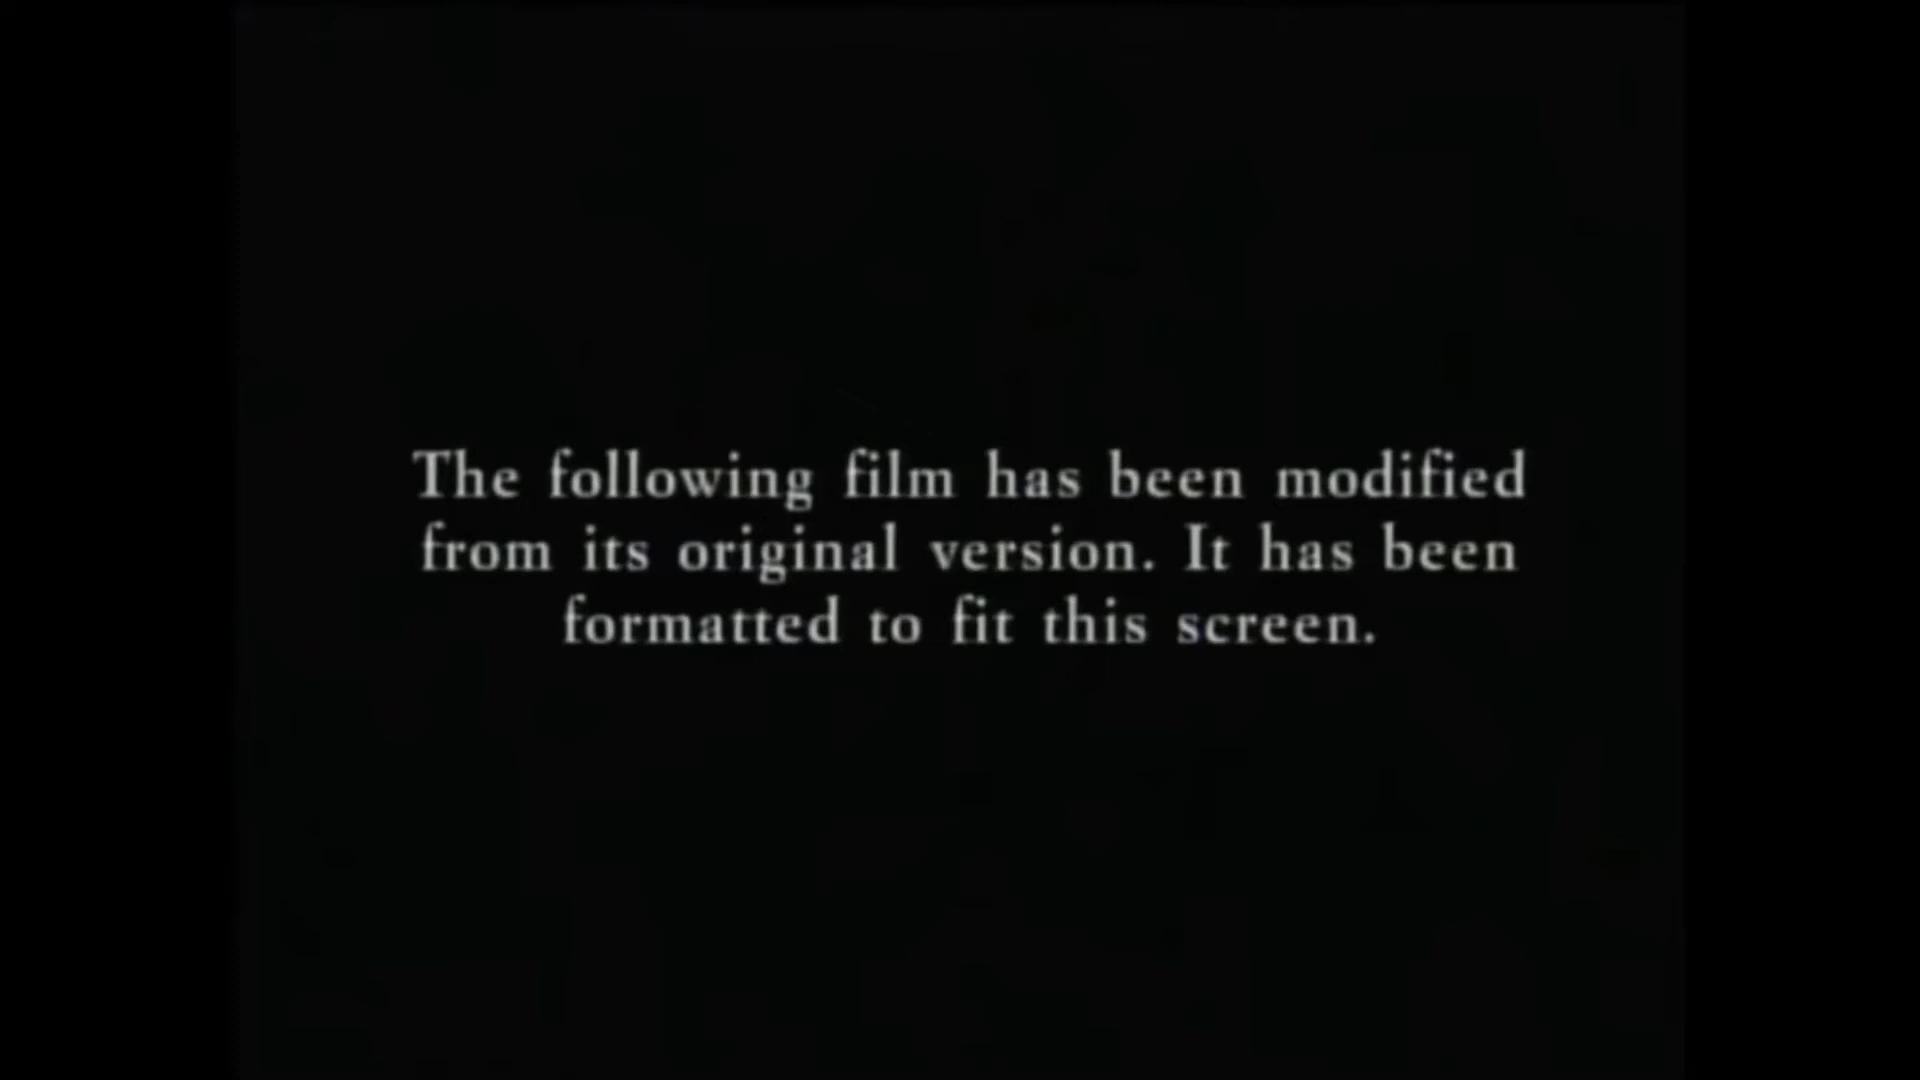 The following film has been modified
from its original version. It has been
formatted to fit this screen.